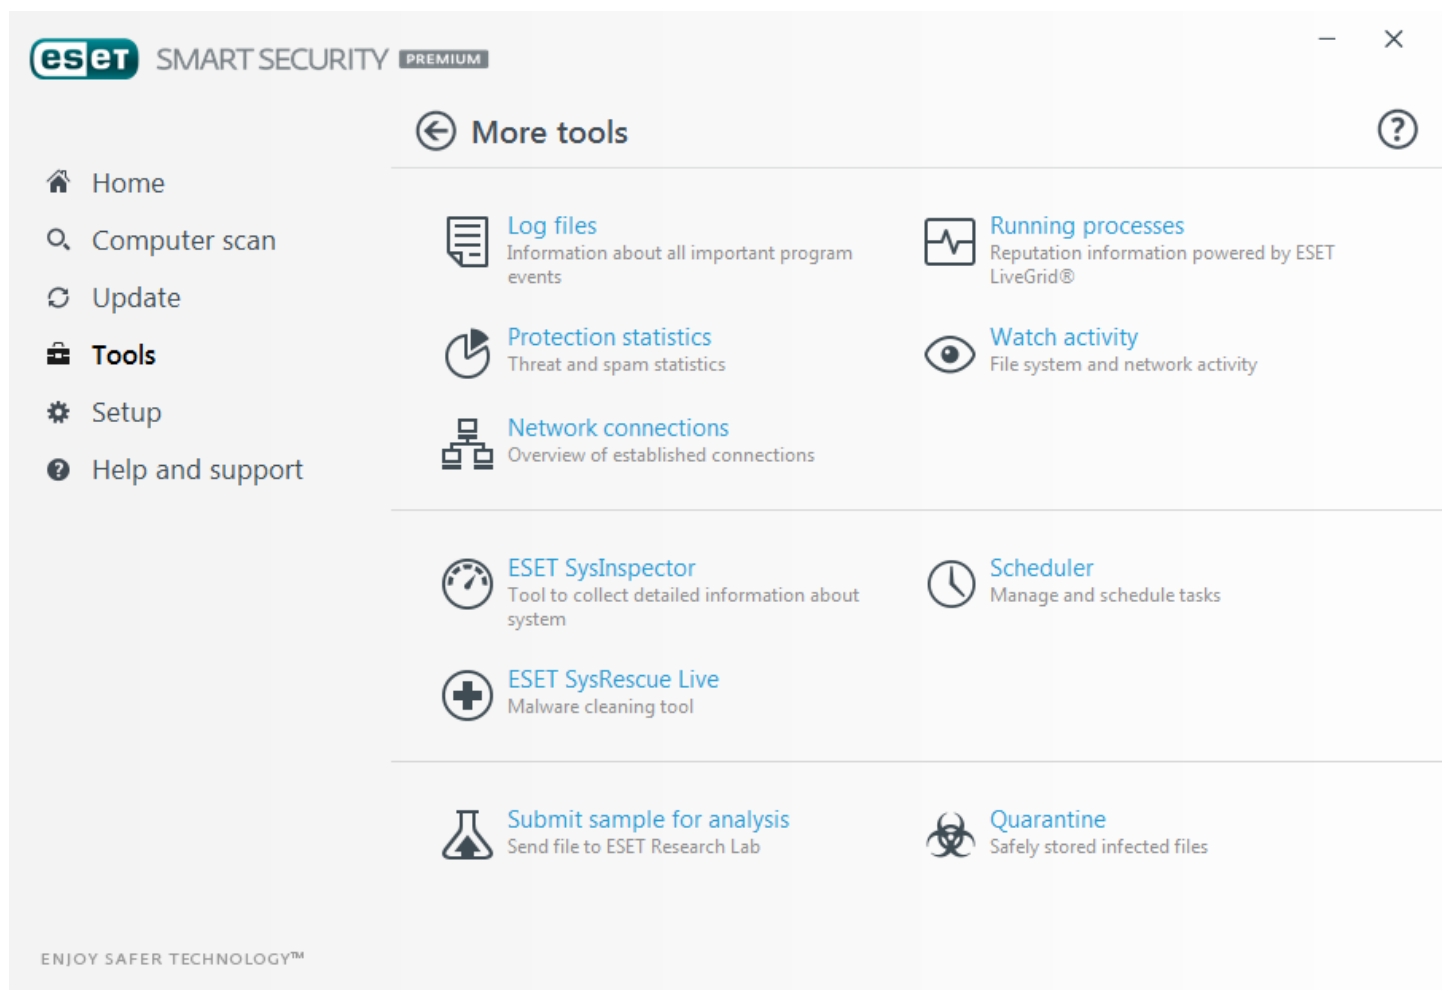 eset SMART SECURITY PREMIUM
More tools
Home
Computer scan
Update
Tools
Setup
Help and support
Log files
Information about all important program
events
Running processes
Reputation information powered by ESET
LiveGrid®
Protection statistics
Threat and spam statistics
Watch activity
File system and network activity
Network connections
Overview of established connections
ESET SysInspector
Tool to collect detailed information about
system
Scheduler
Manage and schedule tasks
ESET SysRescue Live
Malware cleaning tool
Submit sample for analysis
Send file to ESET Research Lab
Quarantine
Safely stored infected files
ENJOY SAFER TECHNOLOGY™